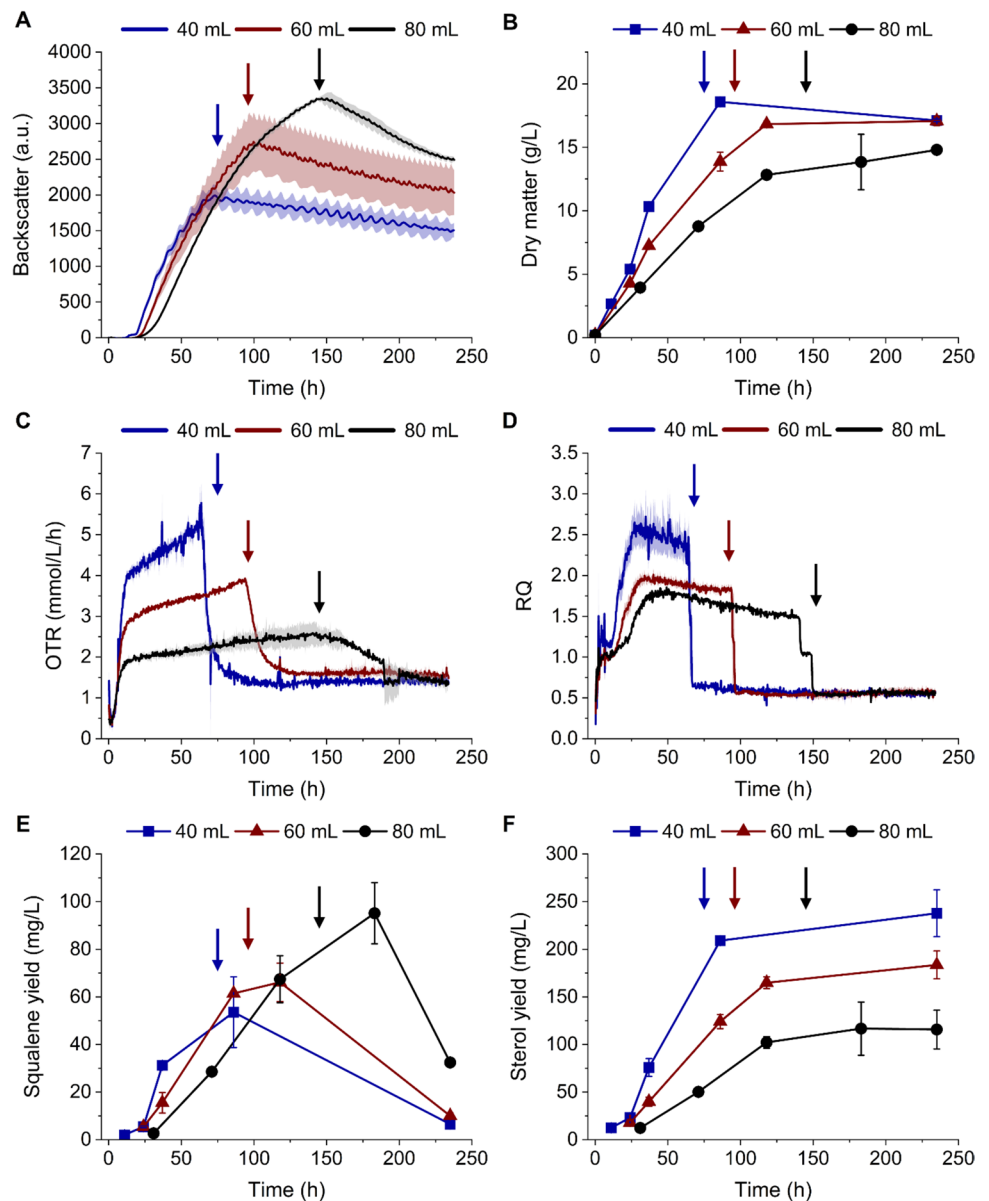 A
40 mL 60 mL 80 mL
4000
3500
3000
2500
2000
1500
1000
500
0
Backscatter (a.u.)
0 50 100 150 200 250
Time (h)
B
40 mL 60 mL 80 mL
20
15
10
5
0
Dry matter (g/L)
0 50 100 150 200 250
Time (h)
C
40 mL 60 mL 80 mL
7
6
5
4
3
2
1
0
OTR (mmol/L/h)
0 50 100 150 200 250
Time (h)
D
40 mL 60 mL 80 mL
3.5
3.0
2.5
2.0
1.5
1.0
0.5
0.0
RQ
0 50 100 150 200 250
Time (h)
E
40 mL 60 mL 80 mL
120
100
80
60
40
20
0
Squalene yield (mg/L)
0 50 100 150 200 250
Time (h)
F
40 mL 60 mL 80 mL
300
250
200
150
100
50
0
Sterol yield (mg/L)
0 50 100 150 200 250
Time (h)